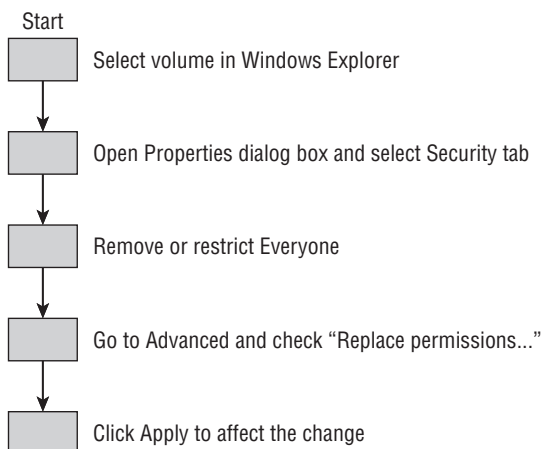 Start
Select volume in Windows Explorer
Open Properties dialog box and select Security tab
Remove or restrict Everyone
Go to Advanced and check “Replace permissions...”
Click Apply to affect the change